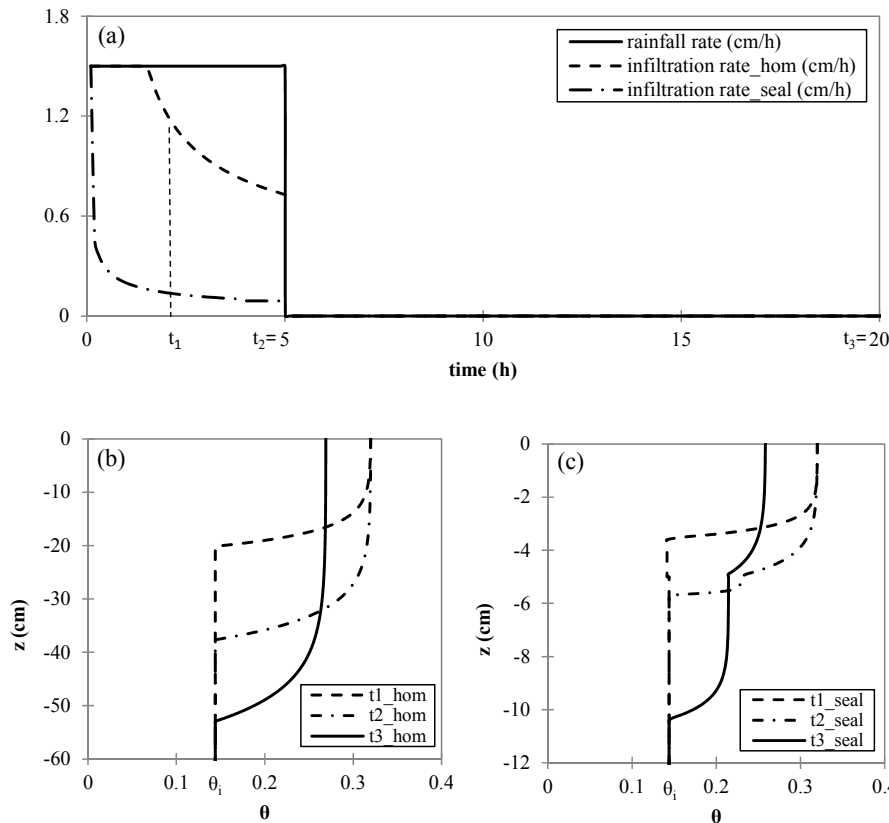 (a)
rainfall rate (cm/h)
infiltration rate_hom (cm/h)
infiltration rate_seal (cm/h)
1.8
1.2
0.6
0
0 t₁ t₂= 5 10 15 t₃= 20
time (h)
(b)
0
-10
-20
-30
-40
-50
-60
z (cm)
t1_hom
t2_hom
t3_hom
0 0.1 θᵢ 0.2 0.3 0.4
θ
(c)
0
-2
-4
-6
-8
-10
-12
z (cm)
t1_seal
t2_seal
t3_seal
0 0.1 θᵢ 0.2 0.3 0.4
θ